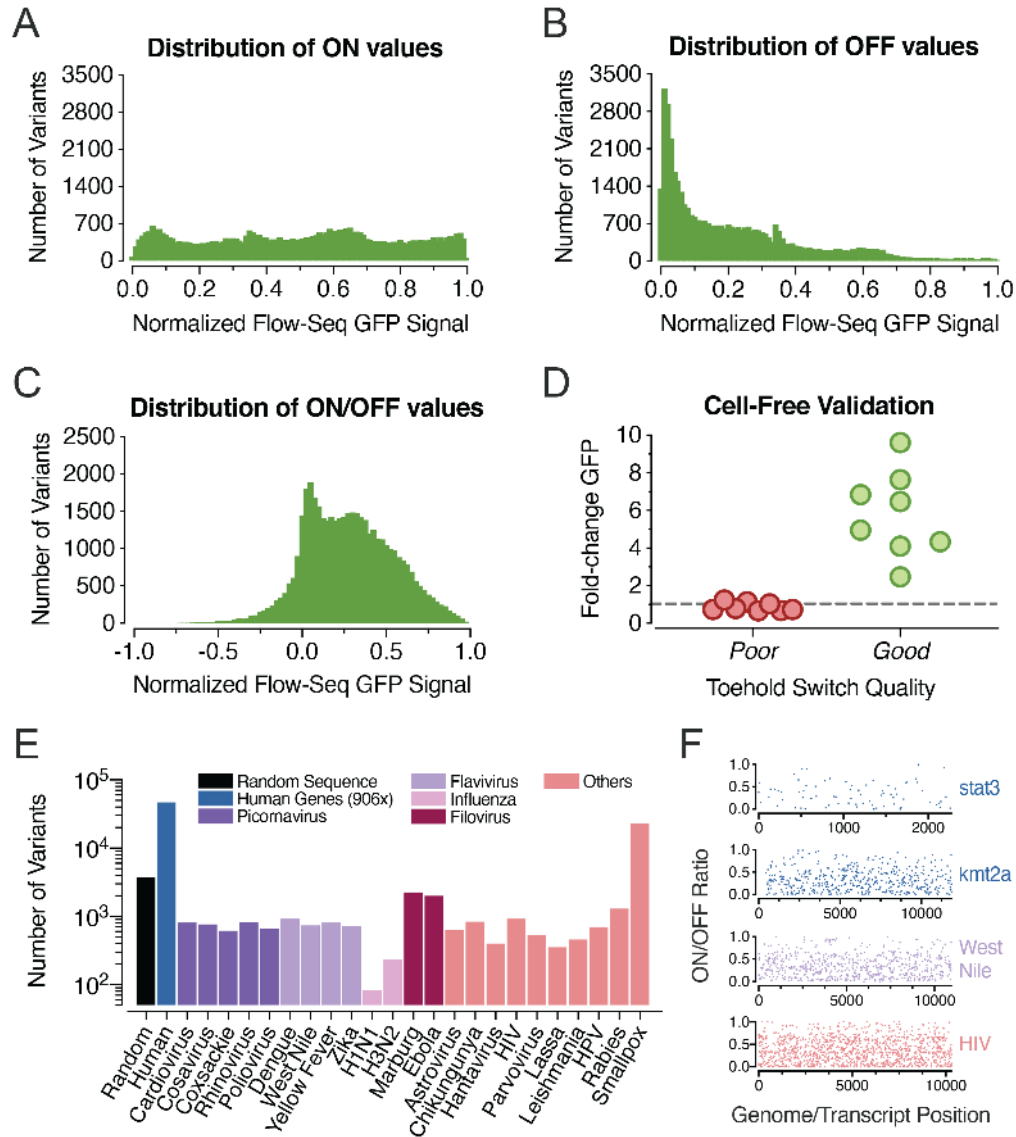 A
Distribution of ON values
Number of Variants
3500
2800
2100
1400
700
0
0.0 0.2 0.4 0.6 0.8 1.0
Normalized Flow-Seq GFP Signal
B
Distribution of OFF values
Number of Variants
3500
2800
2100
1400
700
0
0.0 0.2 0.4 0.6 0.8 1.0
Normalized Flow-Seq GFP Signal
C
Distribution of ON/OFF values
Number of Variants
2500
2000
1500
1000
500
0
-1.0 -0.5 0.0 0.5 1.0
Normalized Flow-Seq GFP Signal
D
Cell-Free Validation
Fold-change GFP
10
8
6
4
2
0
Poor Good
Toehold Switch Quality
E
Number of Variants
10^5
10^4
10^3
10^2
Random Sequence
Human Genes (906x)
Picornavirus
Flavivirus
Influenza
Filovirus
Others
Random
Human
Cardiovirus
Cosavirus
Coxsackie
Rhinovirus
Poliovirus
Dengue
West Nile
Yellow Fever
Zika
H1N1
H3N2
Marburg
Ebola
Astrovirus
Chikungunya
Hantavirus
HIV
Parvovirus
Lassa
Leishmania
HPV
Rabies
Smallpox
F
ON/OFF Ratio
1.0
0.5
0.0
0 1000 2000
stat3
1.0
0.5
0.0
0 5000 10000
kmt2a
1.0
0.5
0.0
0 5000 10000
West
Nile
1.0
0.5
0.0
0 5000 10000
HIV
Genome/Transcript Position